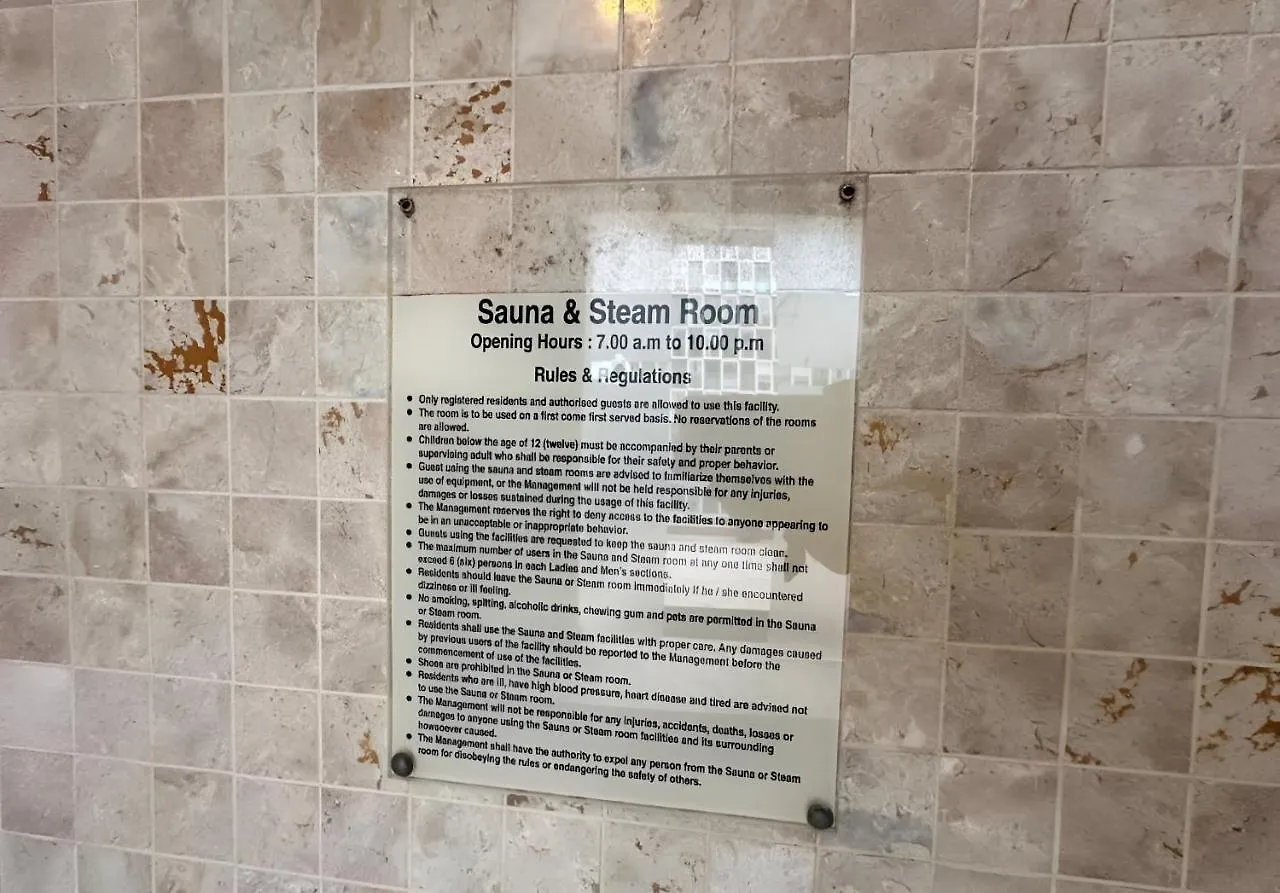 Sauna & Steam Room
Opening Hours : 7.00 a.m to 10.00 p.m
Rules & Regulations
● Only registered residents and authorised guests are allowed to use this facility.
● The room is to be used on a first come first served basis. No reservations of the rooms
are allowed.
● Children below the age of 12 (twelve) must be accompanied by their parents or
supervising adult who shall be responsible for their safety and proper behavior.
● Guest using the sauna and steam rooms are advised to familiarize themselves with the
use of equipment, or the Management will not be held responsible for any injuries,
damages or losses sustained during the usage of this facility.
● The Management reserves the right to deny access to the facilities to anyone appearing to
be in an unacceptable or inappropriate behavior.
● Guests using the facilities are requested to keep the sauna and steam room clean.
● The maximum number of users in the Sauna and Steam room at any one time shall not
exceed 6 (six) persons in each Ladies and Men's sections.
● Residents should leave the Sauna or Steam room immediately if he / she encountered
dizziness or ill feeling.
● No smoking, spitting, alcoholic drinks, chewing gum and pets are permitted in the Sauna
or Steam room.
● Residents shall use the Sauna and Steam facilities with proper care. Any damages caused
by previous users of the facility should be reported to the Management before the
commencement of use of the facilities.
● Shoes are prohibited in the Sauna or Steam room.
● Residents who are ill, have high blood pressure, heart disease and tired are advised not
to use the Sauna or Steam room.
● The Management will not be responsible for any injuries, accidents, deaths, losses or
damages to anyone using the Sauna or Steam room facilities and its surrounding
howsoever caused.
● The Management shall have the authority to expel any person from the Sauna or Steam
room for disobeying the rules or endangering the safety of others.